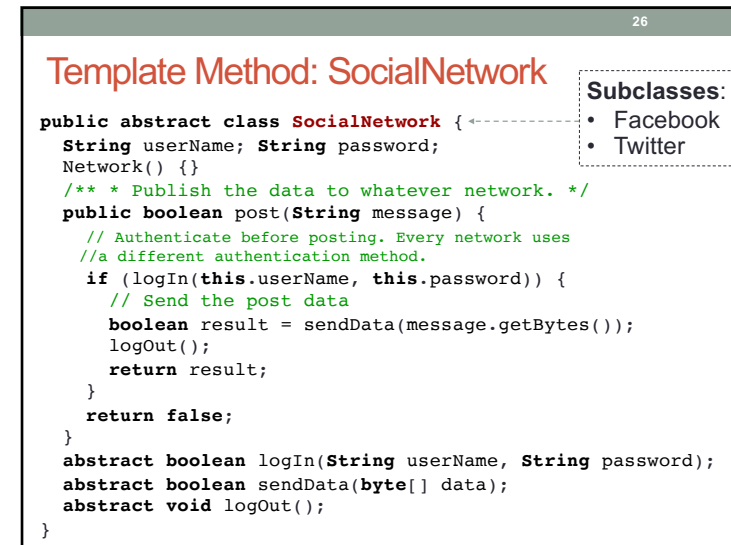 26
Template Method: SocialNetwork
Subclasses:
• Facebook
• Twitter
public abstract class SocialNetwork {
String userName; String password;
Network() {}
/** * Publish the data to whatever network. */
public boolean post(String message) {
// Authenticate before posting. Every network uses
//a different authentication method.
if (logIn(this.userName, this.password)) {
// Send the post data
boolean result = sendData(message.getBytes());
logOut();
return result;
}
return false;
}
abstract boolean logIn(String userName, String password);
abstract boolean sendData(byte[] data);
abstract void logOut();
}